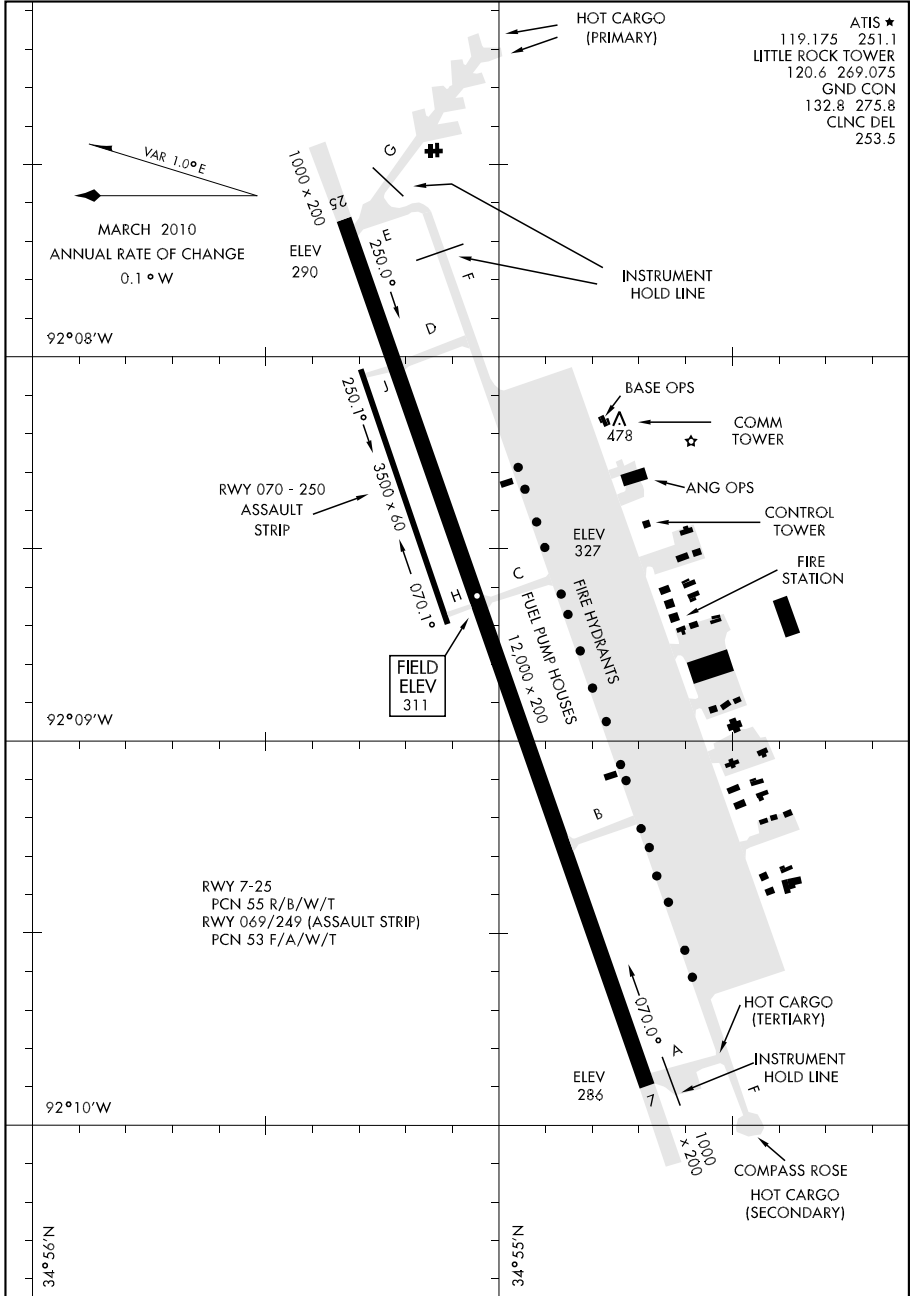 HOT CARGO
(PRIMARY)
ATIS ★
119.175 251.1
LITTLE ROCK TOWER
120.6 269.075
GND CON
132.8 275.8
CLNC DEL
253.5
VAR 1.0° E
MARCH 2010
ANNUAL RATE OF CHANGE
0.1° W
1000 x 200
25
G
ELEV
290
E
250.0°
F
INSTRUMENT
HOLD LINE
D
92°08'W
J
BASE OPS
478
COMM
TOWER
250.1°
3500 x 60
070.1°
RWY 070 - 250
ASSAULT
STRIP
ANG OPS
ELEV
327
CONTROL
TOWER
FIRE
STATION
C
H
FIRE HYDRANTS
FUEL PUMP HOUSES
12,000 x 200
FIELD
ELEV
311
92°09'W
B
RWY 7-25
PCN 55 R/B/W/T
RWY 069/249 (ASSAULT STRIP)
PCN 53 F/A/W/T
070.0°
A
HOT CARGO
(TERTIARY)
INSTRUMENT
HOLD LINE
ELEV
286
7
F
92°10'W
1000
x 200
COMPASS ROSE
HOT CARGO
(SECONDARY)
34°56'N
34°55'N